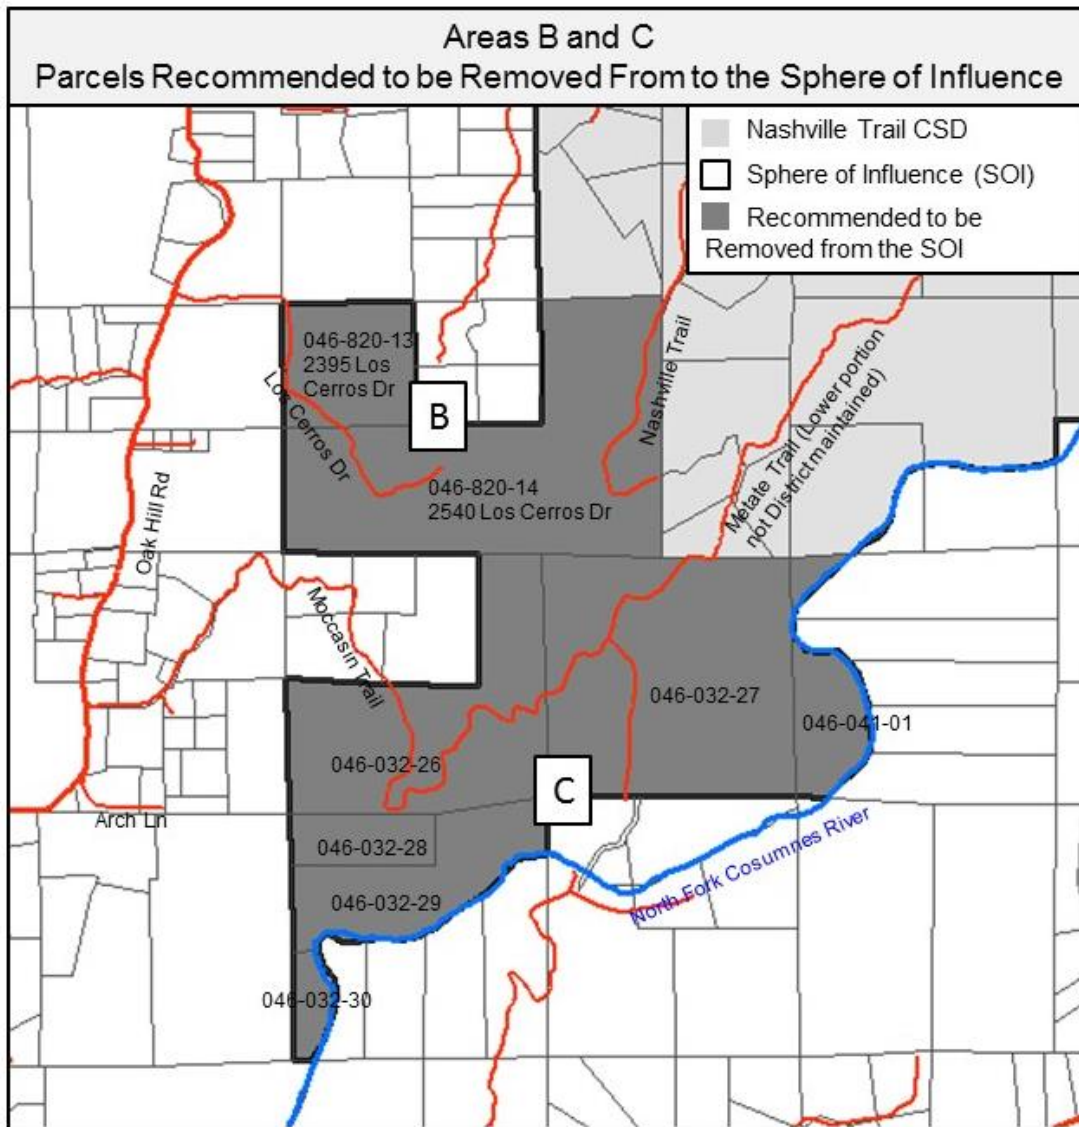 Areas B and C
Parcels Recommended to be Removed From to the Sphere of Influence
Nashville Trail CSD
Sphere of Influence (SOI)
Recommended to be
Removed from the SOI
046-820-13
2395 Los
Cerros Dr
Los Cerros Dr
B
Nashville Trail
Metate Trail (Lower portion
not District maintained)
046-820-14
2540 Los Cerros Dr
Oak Hill Rd
Moccasin Trail
046-032-27
046-041-01
046-032-26
C
Arch Ln
046-032-28
North Fork Cosumnes River
046-032-29
046-032-30